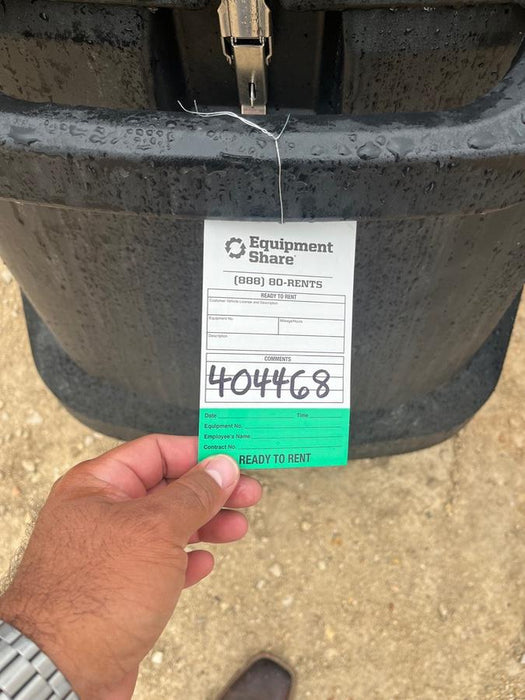 Equipment
Share
(888) 80-RENTS
READY TO RENT
Customer Vehicle License and Description
Equipment No.
Mileage/Hours
Description
COMMENTS
404468
Date
Time
Equipment No.
Employee's Name
Contract No.
READY TO RENT